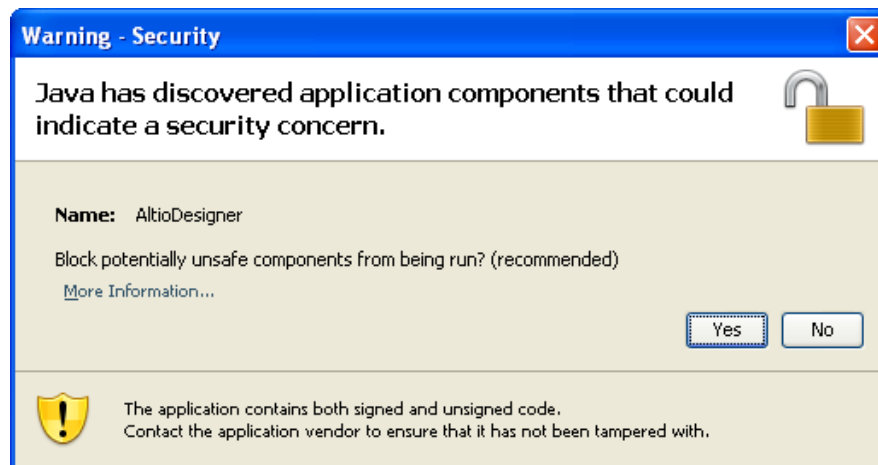 Warning - Security
Java has discovered application components that could
indicate a security concern.
Name: AltioDesigner
Block potentially unsafe components from being run? (recommended)
More Information...
Yes No
The application contains both signed and unsigned code.
Contact the application vendor to ensure that it has not been tampered with.